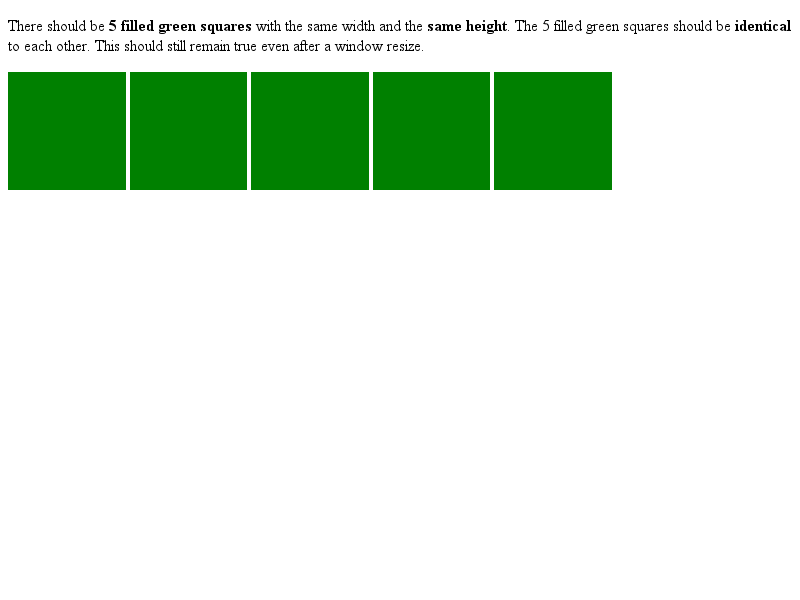 There should be 5 filled green squares with the same width and the same height. The 5 filled green squares should be identical
to each other. This should still remain true even after a window resize.